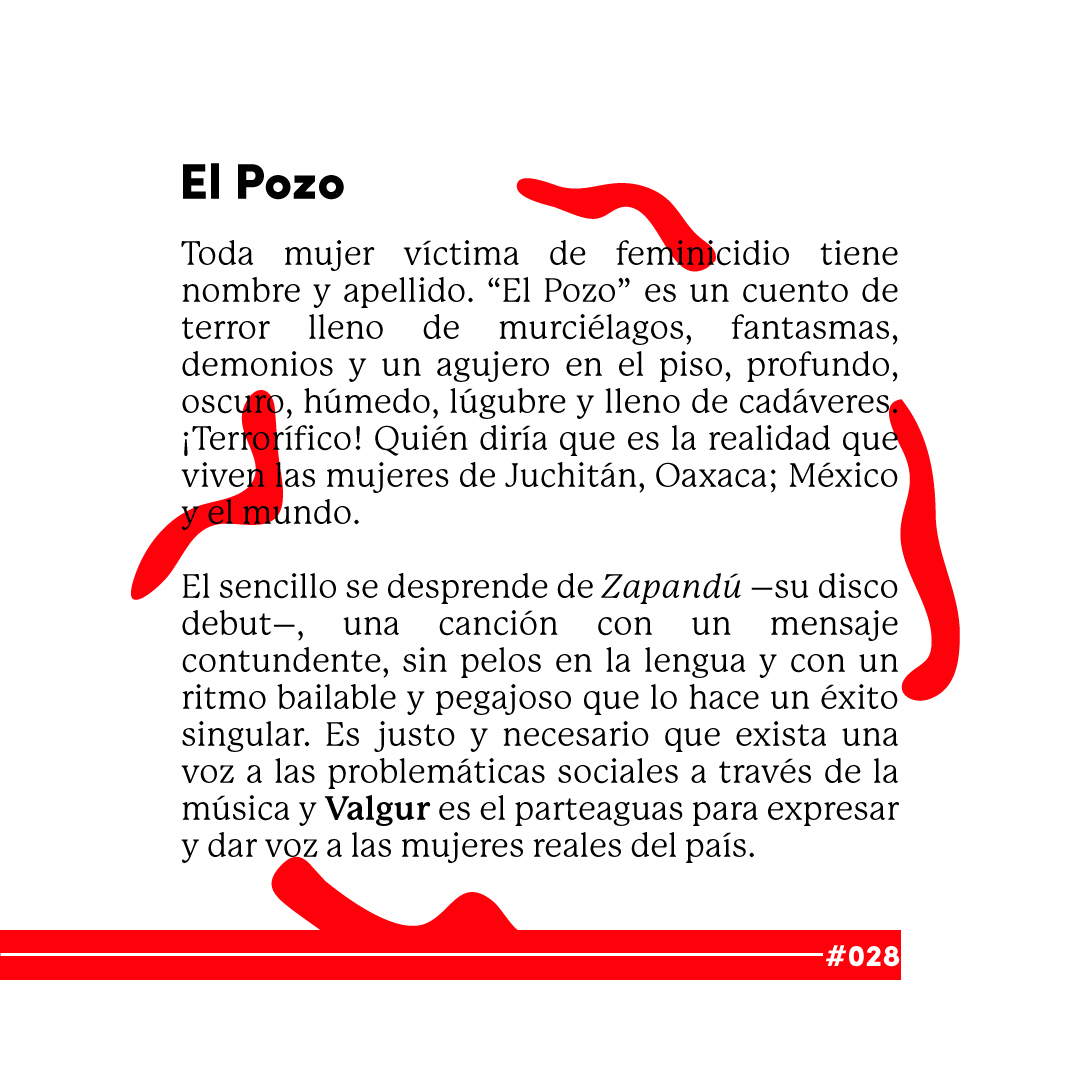 El Pozo
Toda mujer víctima de feminicidio tiene
nombre y apellido. “El Pozo” es un cuento de
terror lleno de murciélagos, fantasmas,
demonios y un agujero en el piso, profundo,
oscuro, húmedo, lúgubre y lleno de cadáveres.
¡Terrorífico! Quién diría que es la realidad que
viven las mujeres de Juchitán, Oaxaca; México
y el mundo.
El sencillo se desprende de Zapandú —su disco
debut—, una canción con un mensaje
contundente, sin pelos en la lengua y con un
ritmo bailable y pegajoso que lo hace un éxito
singular. Es justo y necesario que exista una
voz a las problemáticas sociales a través de la
música y Valgur es el parteaguas para expresar
y dar voz a las mujeres reales del país.
#028